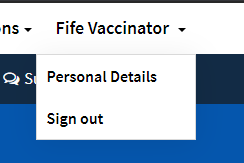 Fife Vaccinator
Personal Details
Sign out